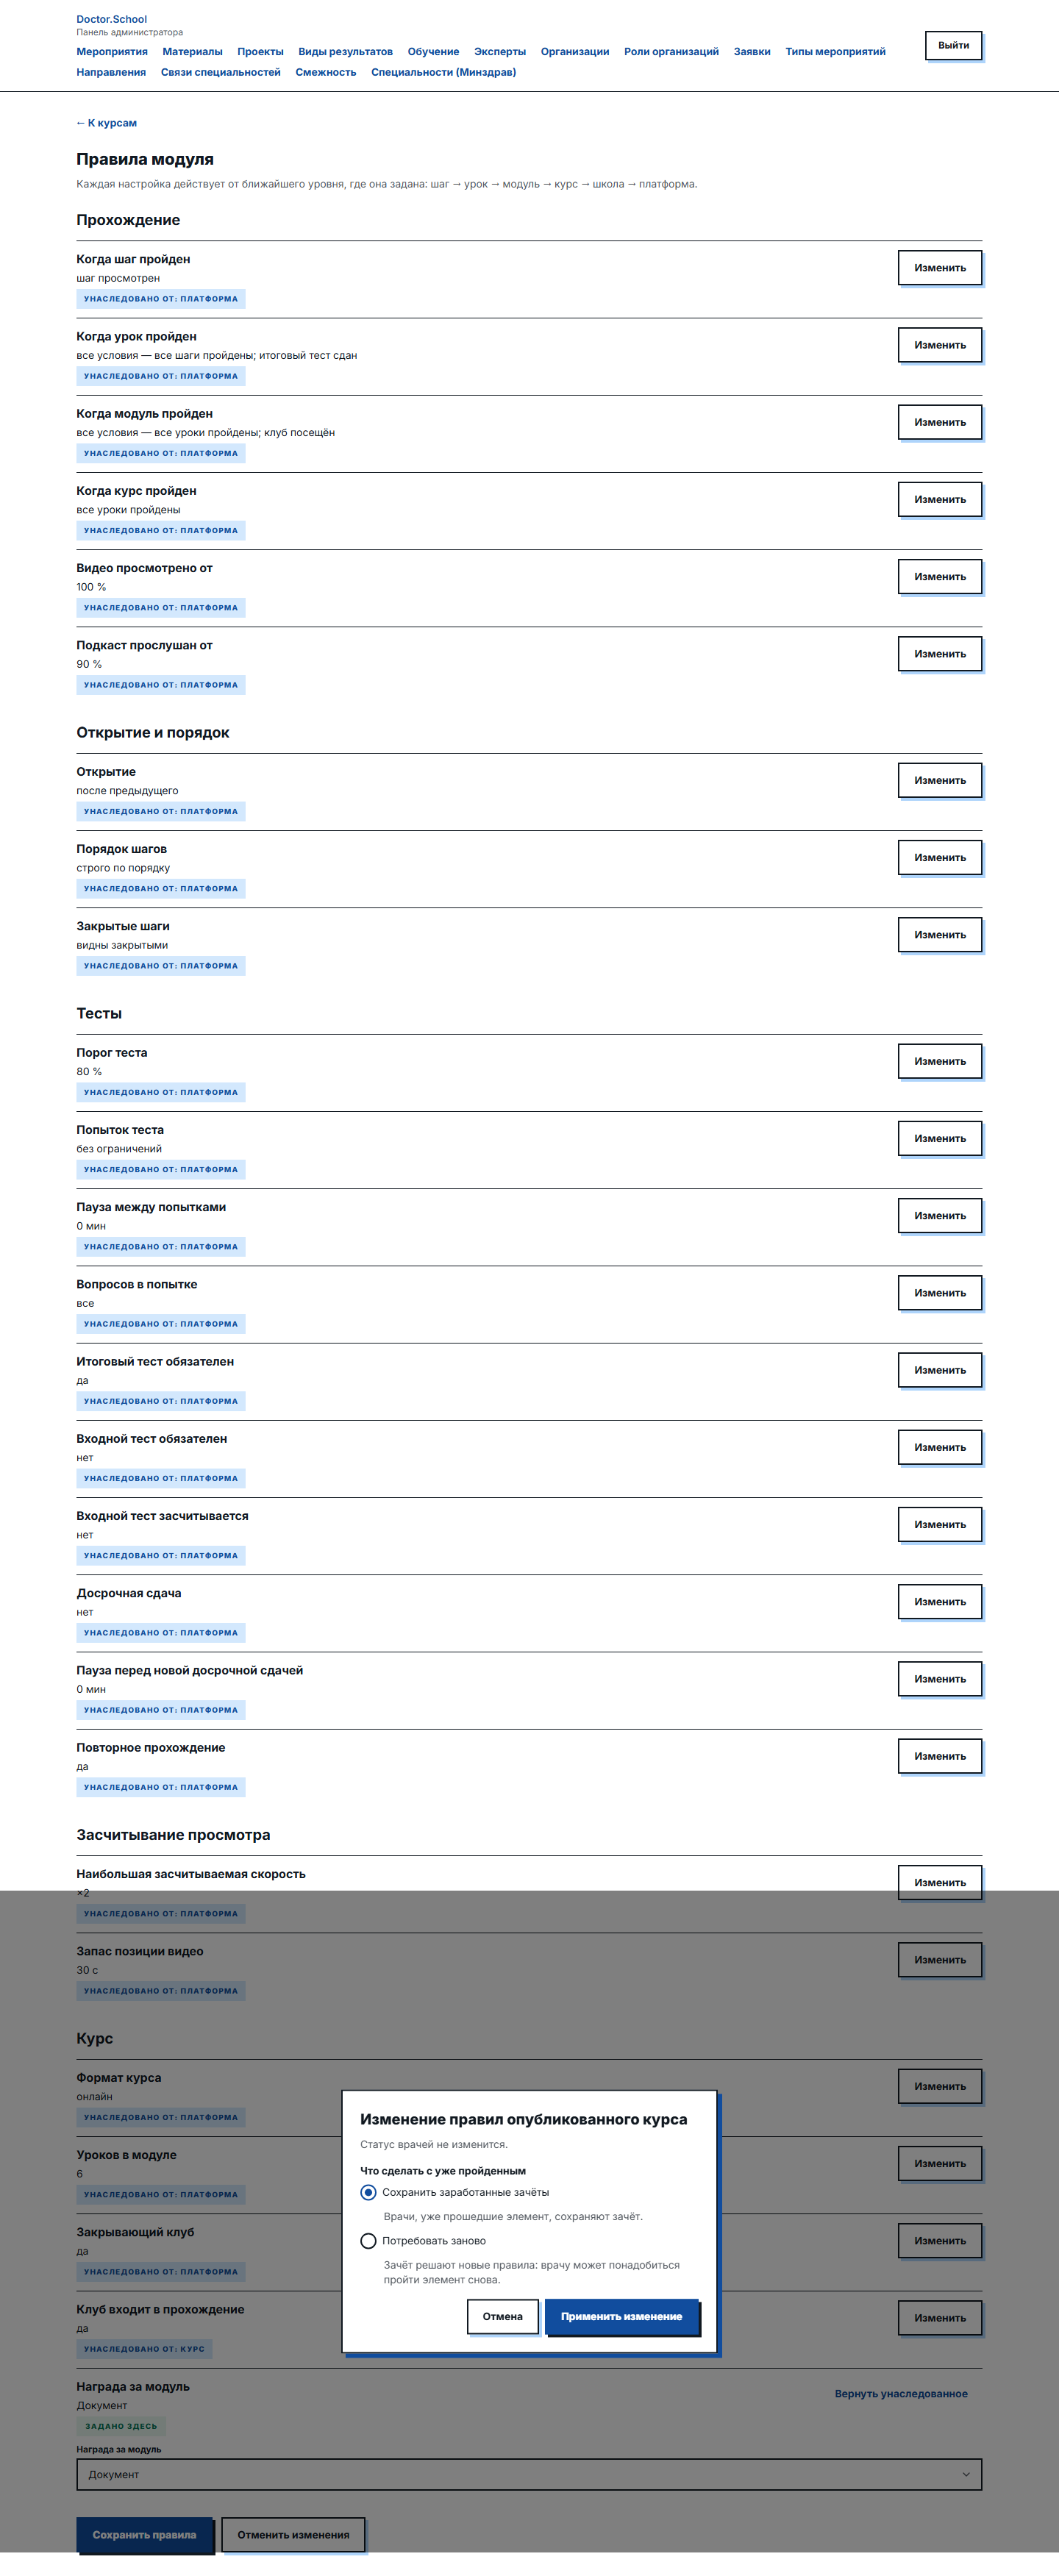 Doctor.School
Панель администратора
Мероприятия Материалы Проекты Виды результатов Обучение Эксперты Организации Роли организаций Заявки Типы мероприятий
Направления Связи специальностей Смежность Специальности (Минздрав)
Выйти
← К курсам
Правила модуля
Каждая настройка действует от ближайшего уровня, где она задана: шаг → урок → модуль → курс → школа → платформа.
Прохождение
Когда шаг пройден
Изменить
шаг просмотрен
УНАСЛЕДОВАНО ОТ: ПЛАТФОРМА
Когда урок пройден
Изменить
все условия — все шаги пройдены; итоговый тест сдан
УНАСЛЕДОВАНО ОТ: ПЛАТФОРМА
Когда модуль пройден
Изменить
все условия — все уроки пройдены; клуб посещён
УНАСЛЕДОВАНО ОТ: ПЛАТФОРМА
Когда курс пройден
Изменить
все уроки пройдены
УНАСЛЕДОВАНО ОТ: ПЛАТФОРМА
Видео просмотрено от
Изменить
100 %
УНАСЛЕДОВАНО ОТ: ПЛАТФОРМА
Подкаст прослушан от
Изменить
90 %
УНАСЛЕДОВАНО ОТ: ПЛАТФОРМА
Открытие и порядок
Открытие
Изменить
после предыдущего
УНАСЛЕДОВАНО ОТ: ПЛАТФОРМА
Порядок шагов
Изменить
строго по порядку
УНАСЛЕДОВАНО ОТ: ПЛАТФОРМА
Закрытые шаги
Изменить
видны закрытыми
УНАСЛЕДОВАНО ОТ: ПЛАТФОРМА
Тесты
Порог теста
Изменить
80 %
УНАСЛЕДОВАНО ОТ: ПЛАТФОРМА
Попыток теста
Изменить
без ограничений
УНАСЛЕДОВАНО ОТ: ПЛАТФОРМА
Пауза между попытками
Изменить
0 мин
УНАСЛЕДОВАНО ОТ: ПЛАТФОРМА
Вопросов в попытке
Изменить
все
УНАСЛЕДОВАНО ОТ: ПЛАТФОРМА
Итоговый тест обязателен
Изменить
да
УНАСЛЕДОВАНО ОТ: ПЛАТФОРМА
Входной тест обязателен
Изменить
нет
УНАСЛЕДОВАНО ОТ: ПЛАТФОРМА
Входной тест засчитывается
Изменить
нет
УНАСЛЕДОВАНО ОТ: ПЛАТФОРМА
Досрочная сдача
Изменить
нет
УНАСЛЕДОВАНО ОТ: ПЛАТФОРМА
Пауза перед новой досрочной сдачей
Изменить
0 мин
УНАСЛЕДОВАНО ОТ: ПЛАТФОРМА
Повторное прохождение
Изменить
да
УНАСЛЕДОВАНО ОТ: ПЛАТФОРМА
Засчитывание просмотра
Наибольшая засчитываемая скорость
Изменить
×2
УНАСЛЕДОВАНО ОТ: ПЛАТФОРМА
Запас позиции видео
Изменить
30 с
УНАСЛЕДОВАНО ОТ: ПЛАТФОРМА
Курс
Формат курса
Изменить
онлайн
УНАСЛЕДОВАНО ОТ: ПЛАТФОРМА
Уроков в модуле
Изменить
6
УНАСЛЕДОВАНО ОТ: ПЛАТФОРМА
Закрывающий клуб
Изменить
да
УНАСЛЕДОВАНО ОТ: ПЛАТФОРМА
Клуб входит в прохождение
Изменить
да
УНАСЛЕДОВАНО ОТ: КУРС
Награда за модуль
Вернуть унаследованное
Документ
ЗАДАНО ЗДЕСЬ
Награда за модуль
Документ
Сохранить правила Отменить изменения
Изменение правил опубликованного курса
Статус врачей не изменится.
Что сделать с уже пройденным
Сохранить заработанные зачёты
Врачи, уже прошедшие элемент, сохраняют зачёт.
Потребовать заново
Зачёт решают новые правила: врачу может понадобиться
пройти элемент снова.
Отмена Применить изменение